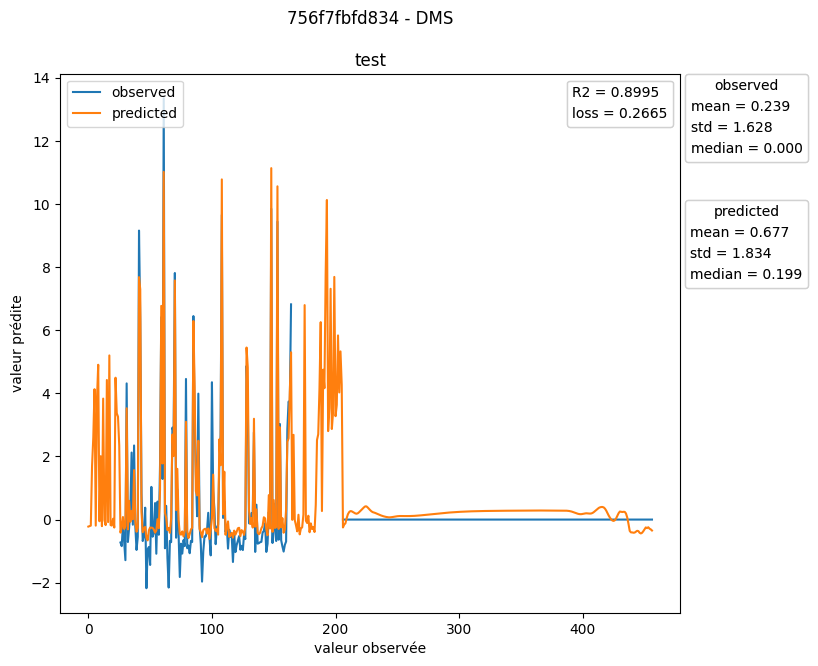 756f7fbfd834 - DMS
test
observed
predicted
R2 = 0.8995
loss = 0.2665
observed
mean = 0.239
std = 1.628
median = 0.000
predicted
mean = 0.677
std = 1.834
median = 0.199
valeur prédite
14
12
10
8
6
4
2
0
−2
0
100
200
300
400
valeur observée